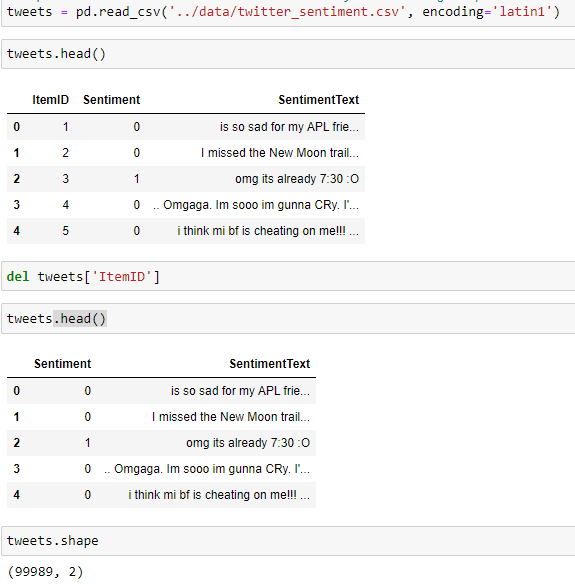 tweets = pd.read_csv('../data/twitter_sentiment.csv', encoding='latin1')
tweets.head()
ItemID Sentiment SentimentText
0 1 0 is so sad for my APL frie...
1 2 0 I missed the New Moon trail...
2 3 1 omg its already 7:30 :O
3 4 0 .. Omgaga. Im sooo im gunna CRy. I'...
4 5 0 i think mi bf is cheating on me!!! ...
del tweets['ItemID']
tweets.head()
Sentiment SentimentText
0 0 is so sad for my APL frie...
1 0 I missed the New Moon trail...
2 1 omg its already 7:30 :O
3 0 .. Omgaga. Im sooo im gunna CRy. I'...
4 0 i think mi bf is cheating on me!!! ...
tweets.shape
(99989, 2)